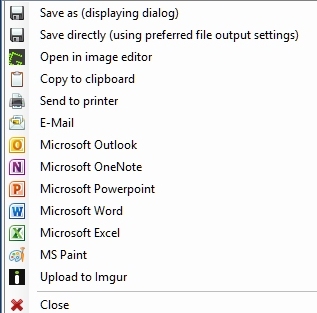 Save as (displaying dialog)
Save directly (using preferred file output settings)
Open in image editor
Copy to clipboard
Send to printer
E-Mail
Microsoft Outlook
Microsoft OneNote
Microsoft Powerpoint
Microsoft Word
Microsoft Excel
MS Paint
Upload to Imgur
Close